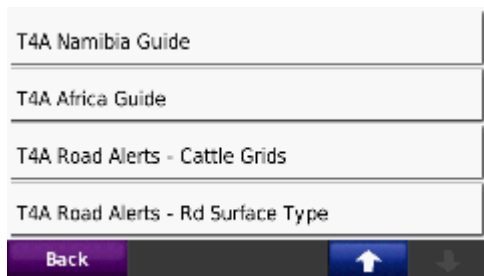 T4A Namibia Guide
T4A Africa Guide
T4A Road Alerts - Cattle Grids
T4A Road Alerts - Rd Surface Type
Back